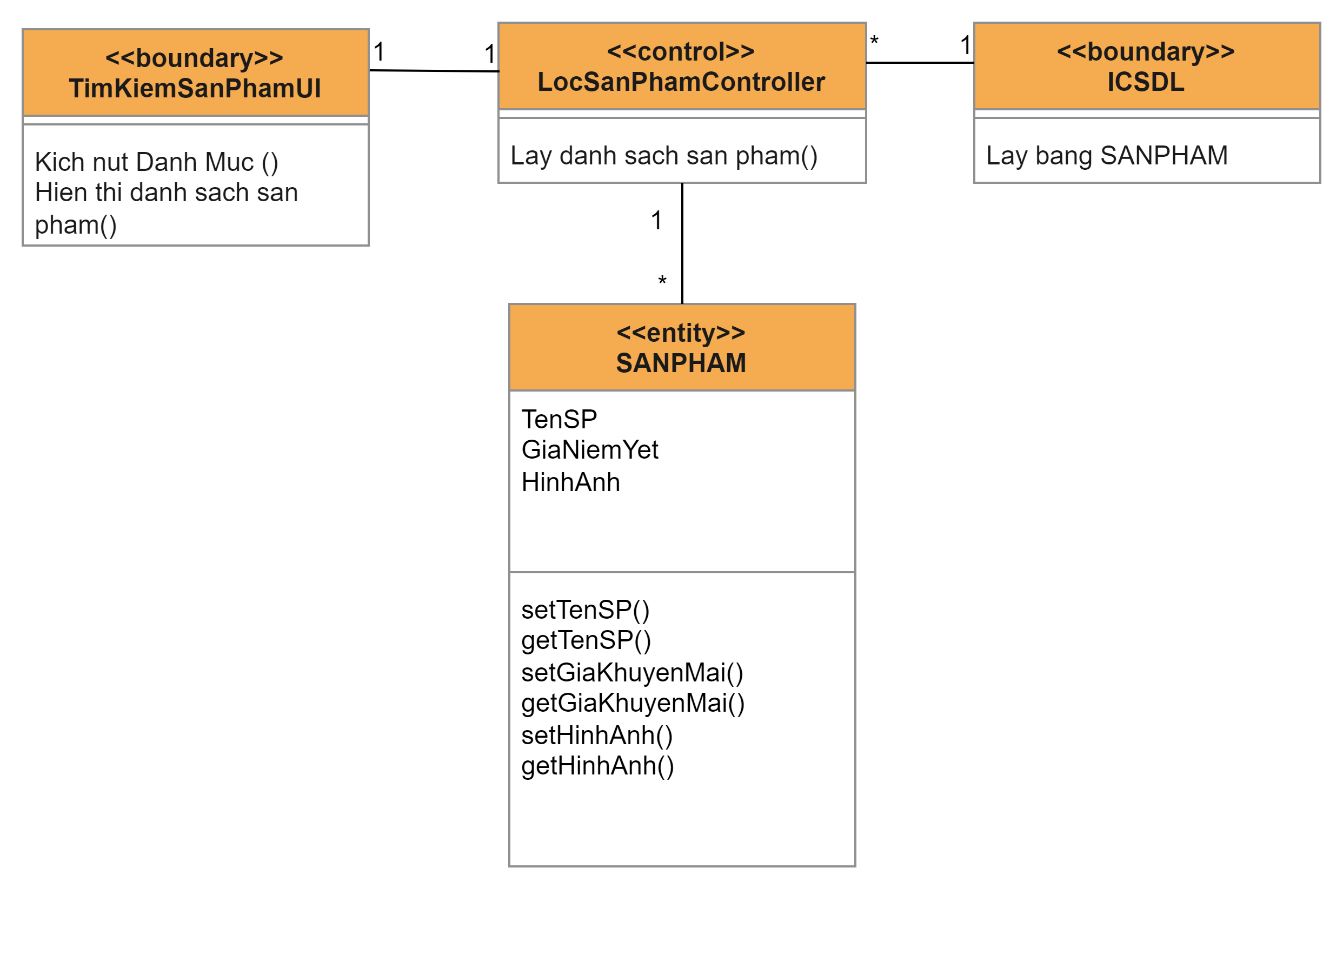 <<boundary>>
TimKiemSanPhamUI
Kich nut Danh Muc ()
Hien thi danh sach san
pham()
1
1
<<control>>
LocSanPhamController
Lay danh sach san pham()
*
1
<<boundary>>
ICSDL
Lay bang SANPHAM
1
*
<<entity>>
SANPHAM
TenSP
GiaNiemYet
HinhAnh
setTenSP()
getTenSP()
setGiaKhuyenMai()
getGiaKhuyenMai()
setHinhAnh()
getHinhAnh()